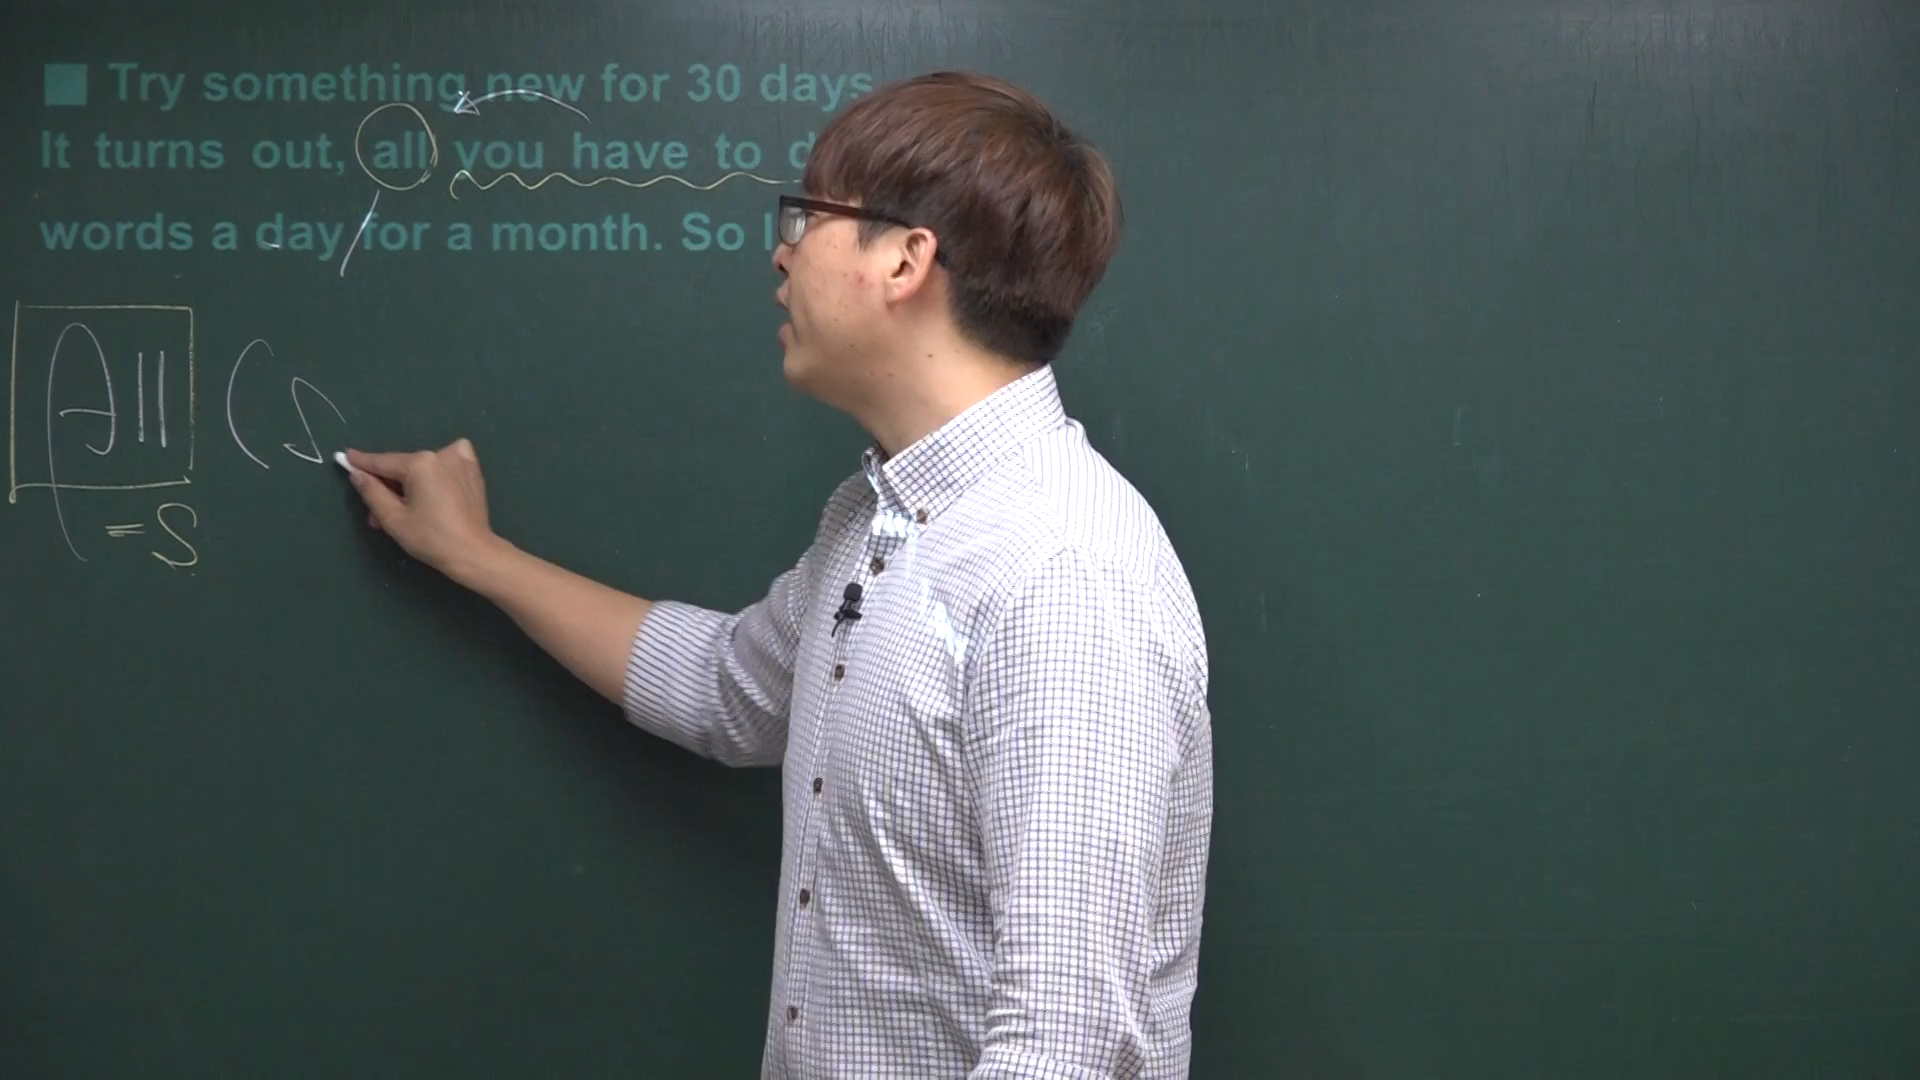 ■ Try something new for 30 days
It turns out, all you have to
words a day for a month. So I
All (S
= S